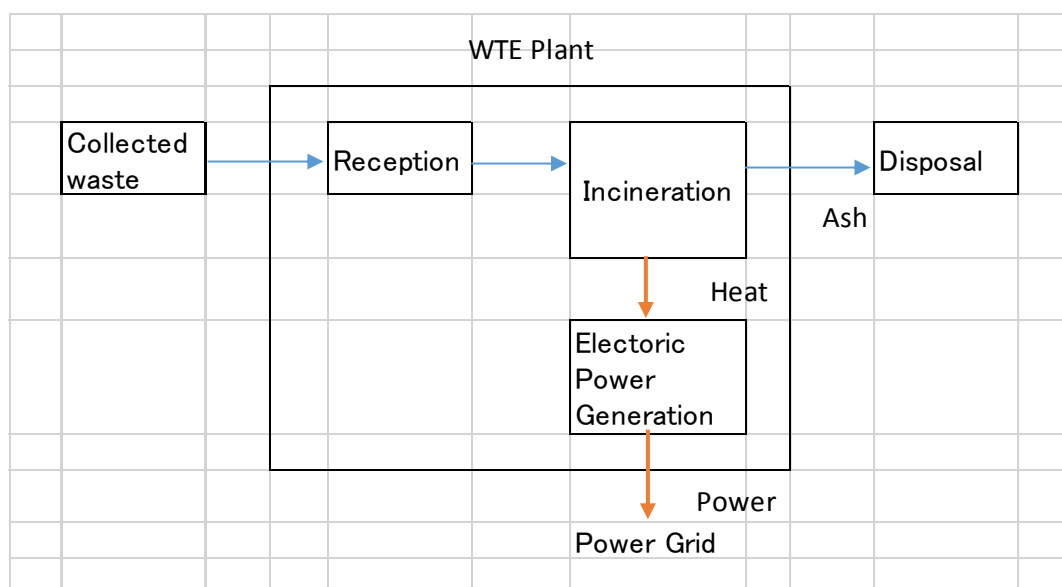 WTE Plant
Collected
waste
Reception
Incineration
Disposal
Ash
Heat
Electoric
Power
Generation
Power
Power Grid